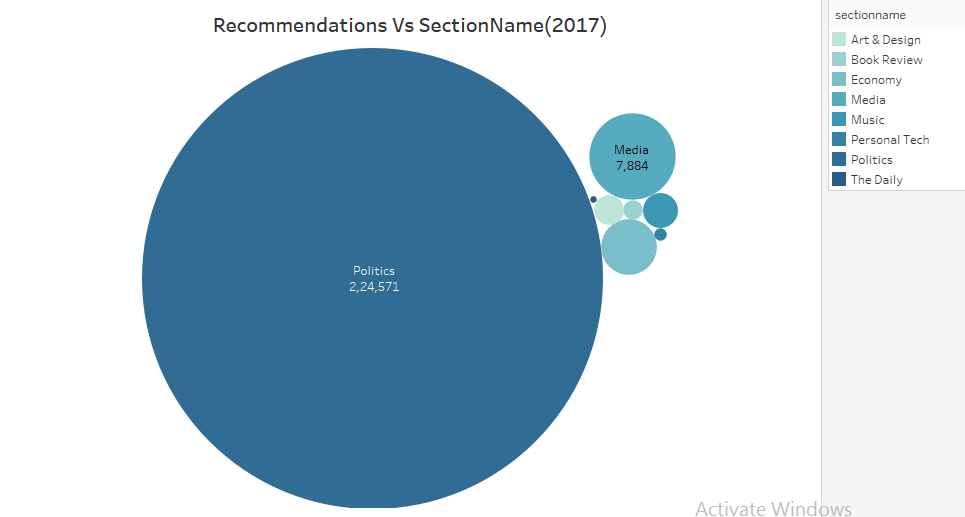 Recommendations Vs SectionName(2017)
Politics
2,24,571
Media
7,884
sectionname
Art & Design
Book Review
Economy
Media
Music
Personal Tech
Politics
The Daily
Activate Windows